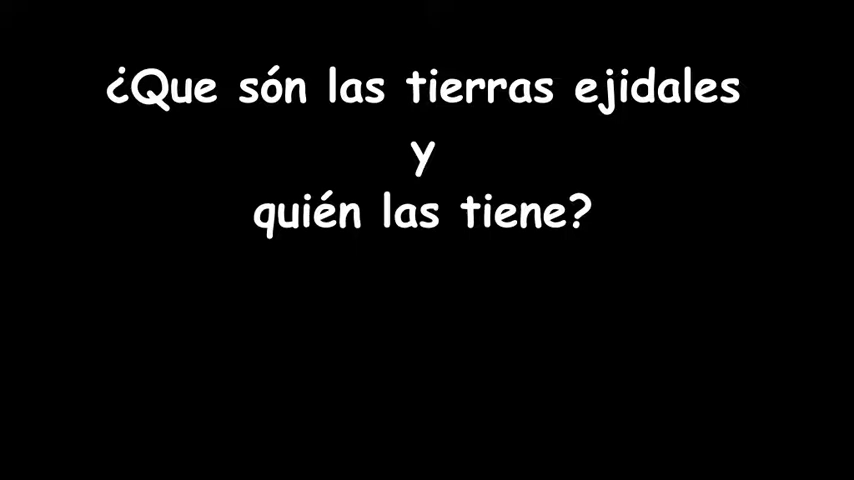 ¿Que són las tierras ejidales
y
quién las tiene?